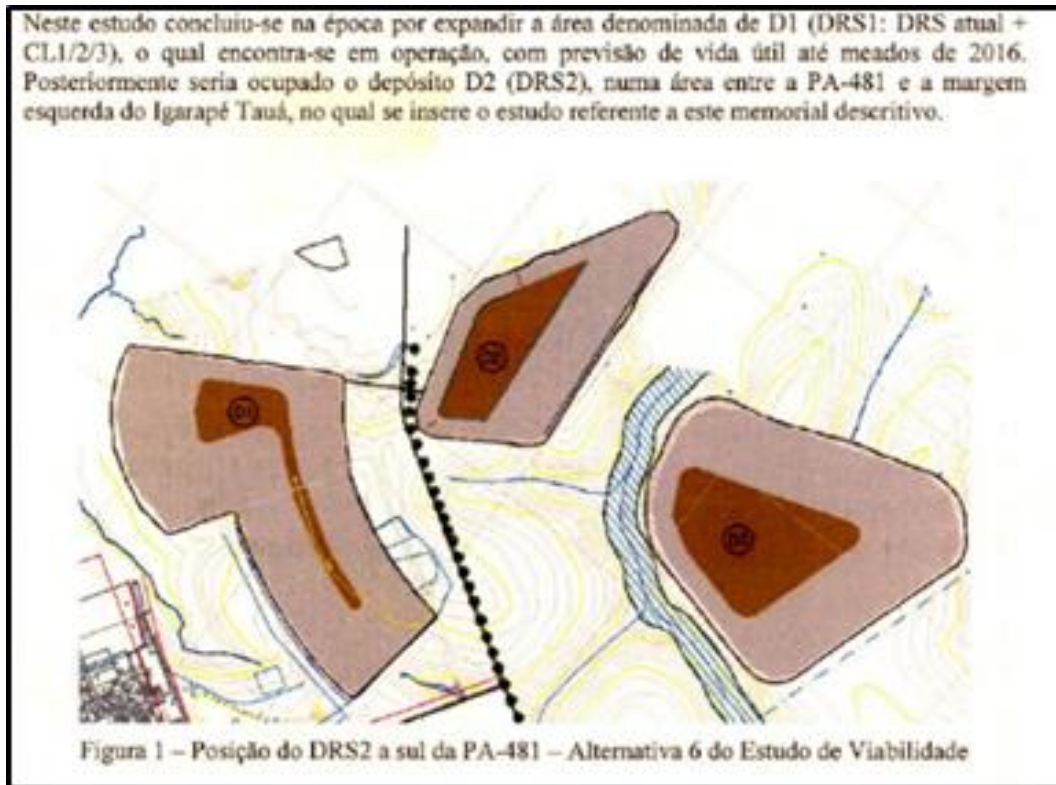 Neste estudo concluiu-se na época por expandir a área denominada de D1 (DRS1: DRS atual +
CL1/2/3), o qual encontra-se em operação, com previsão de vida útil até meados de 2016.
Posteriormente seria ocupado o depósito D2 (DRS2), numa área entre a PA-481 e a margem
esquerda do Igarapé Tauá, no qual se insere o estudo referente a este memorial descritivo.
D1
Figura 1 – Posição do DRS2 a sul da PA-481 – Alternativa 6 do Estudo de Viabilidade